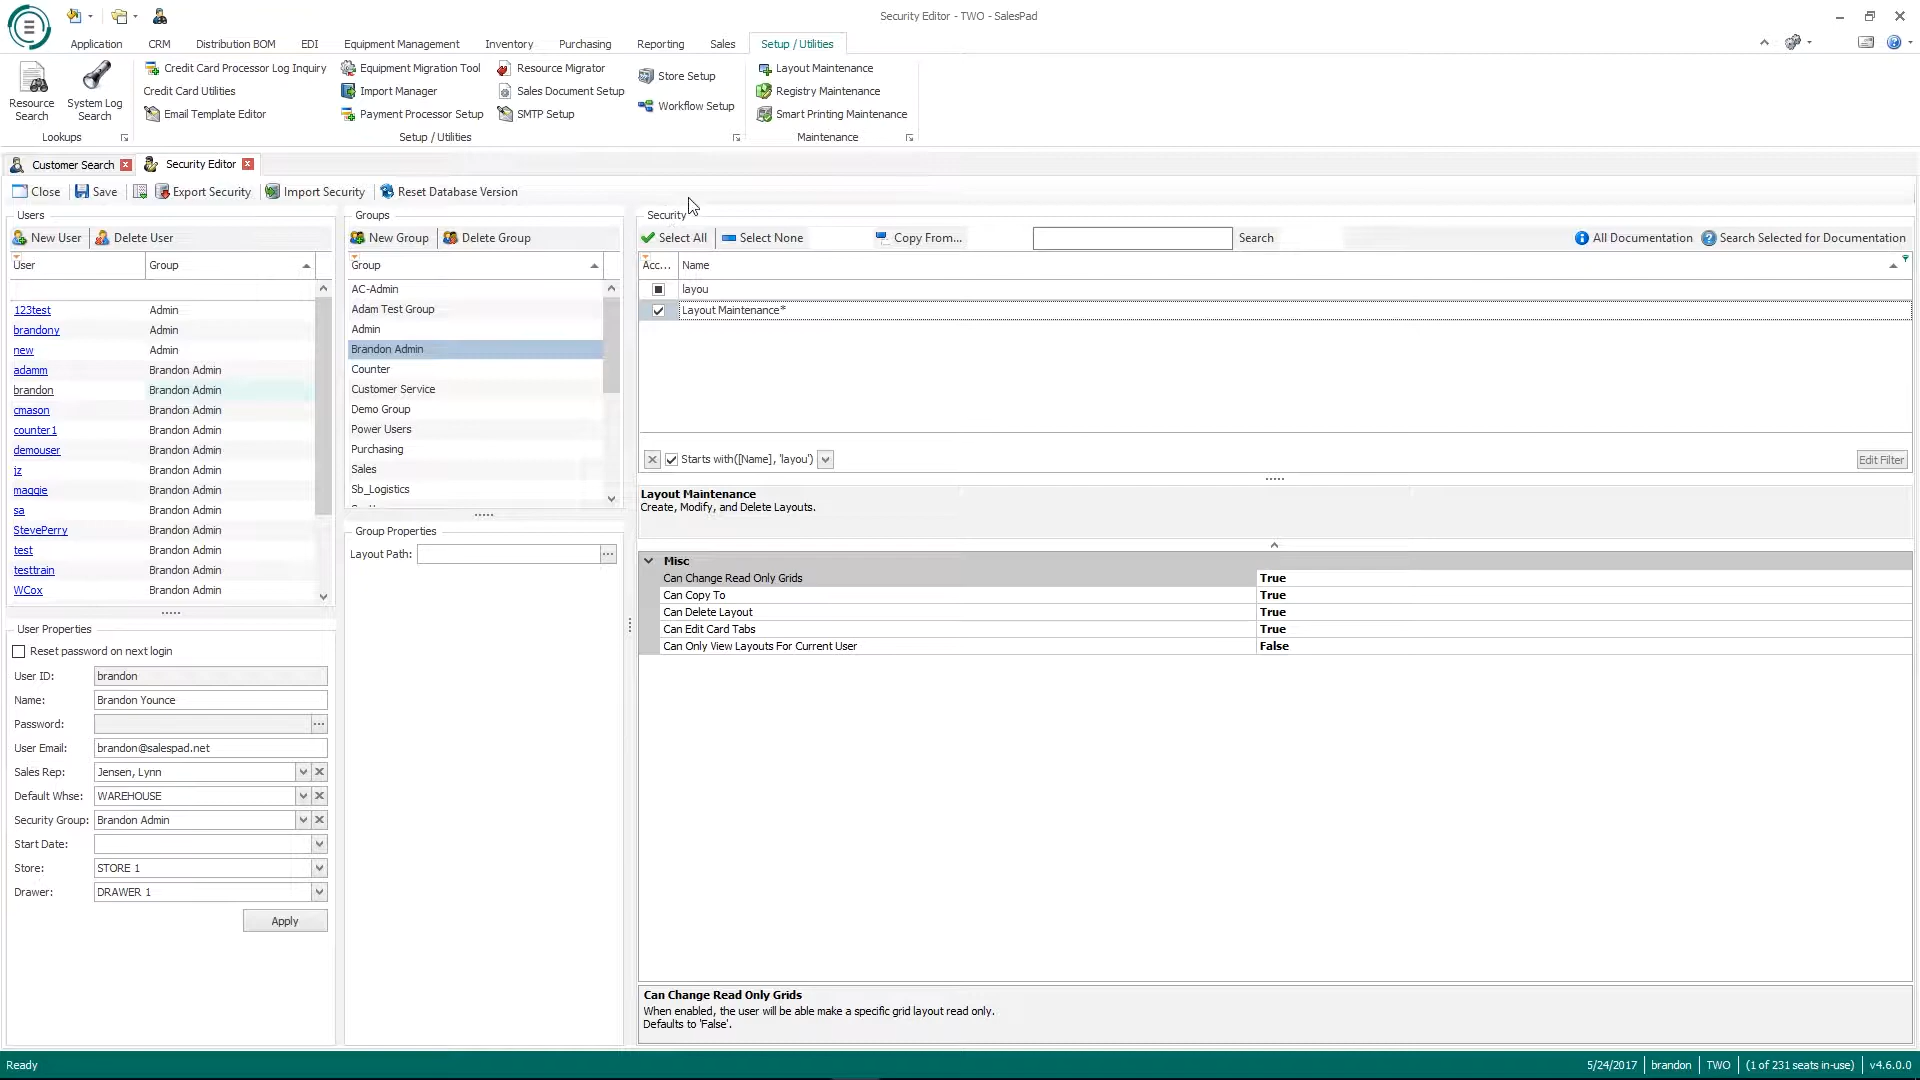 Security Editor - TWO - SalesPad
Application CRM Distribution BOM EDI Equipment Management Inventory Purchasing Reporting Sales Setup / Utilities
Resource Search
System Log Search
Lookups
Credit Card Processor Log Inquiry
Credit Card Utilities
Email Template Editor
Equipment Migration Tool
Import Manager
Payment Processor Setup
Resource Migrator
Sales Document Setup
SMTP Setup
Store Setup
Workflow Setup
Setup / Utilities
Layout Maintenance
Registry Maintenance
Smart Printing Maintenance
Maintenance
Customer Search Security Editor
Close Save Export Security Import Security Reset Database Version
Users
New User Delete User
User Group
123test Admin
brandony Admin
new Admin
adamm Brandon Admin
brandon Brandon Admin
cmason Brandon Admin
counter1 Brandon Admin
demouser Brandon Admin
jz Brandon Admin
maggie Brandon Admin
sa Brandon Admin
StevePerry Brandon Admin
test Brandon Admin
testtrain Brandon Admin
WCox Brandon Admin
User Properties
Reset password on next login
User ID: brandon
Name: Brandon Younce
Password:
User Email: brandon@salespad.net
Sales Rep: Jensen, Lynn
Default Whse: WAREHOUSE
Security Group: Brandon Admin
Start Date:
Store: STORE 1
Drawer: DRAWER 1
Apply
Groups
New Group Delete Group
Group
AC-Admin
Adam Test Group
Admin
Brandon Admin
Counter
Customer Service
Demo Group
Power Users
Purchasing
Sales
Sb_Logistics
Group Properties
Layout Path:
Security
Select All Select None Copy From... Search All Documentation Search Selected for Documentation
Acc... Name
layou
Layout Maintenance*
Starts with([Name], 'layou') Edit Filter
Layout Maintenance
Create, Modify, and Delete Layouts.
Misc
Can Change Read Only Grids True
Can Copy To True
Can Delete Layout True
Can Edit Card Tabs True
Can Only View Layouts For Current User False
Can Change Read Only Grids
When enabled, the user will be able make a specific grid layout read only.
Defaults to 'False'.
Ready 5/24/2017 brandon TWO (1 of 231 seats in-use) v4.6.0.0